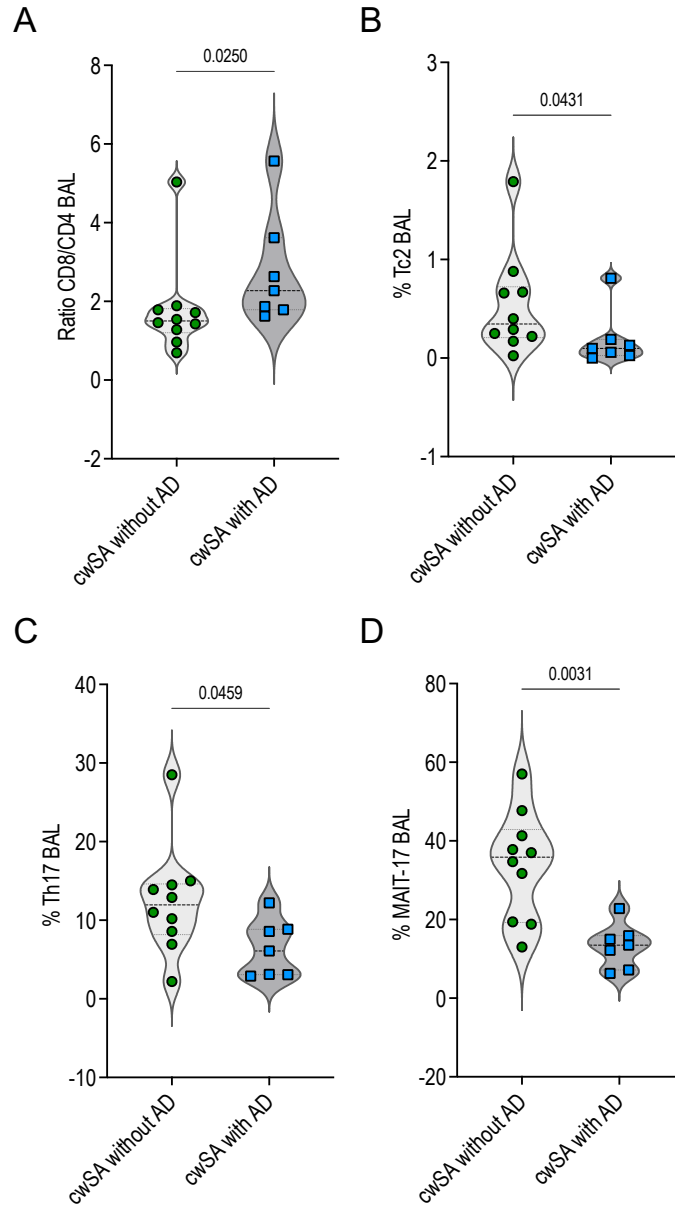 A
Ratio CD8/CD4 BAL
8
6
4
2
0
-2
0.0250
cwSA without AD
cwSA with AD
B
% Tc2 BAL
3
2
1
0
-1
0.0431
cwSA without AD
cwSA with AD
C
% Th17 BAL
40
30
20
10
0
-10
0.0459
cwSA without AD
cwSA with AD
D
% MAIT-17 BAL
80
60
40
20
0
-20
0.0031
cwSA without AD
cwSA with AD